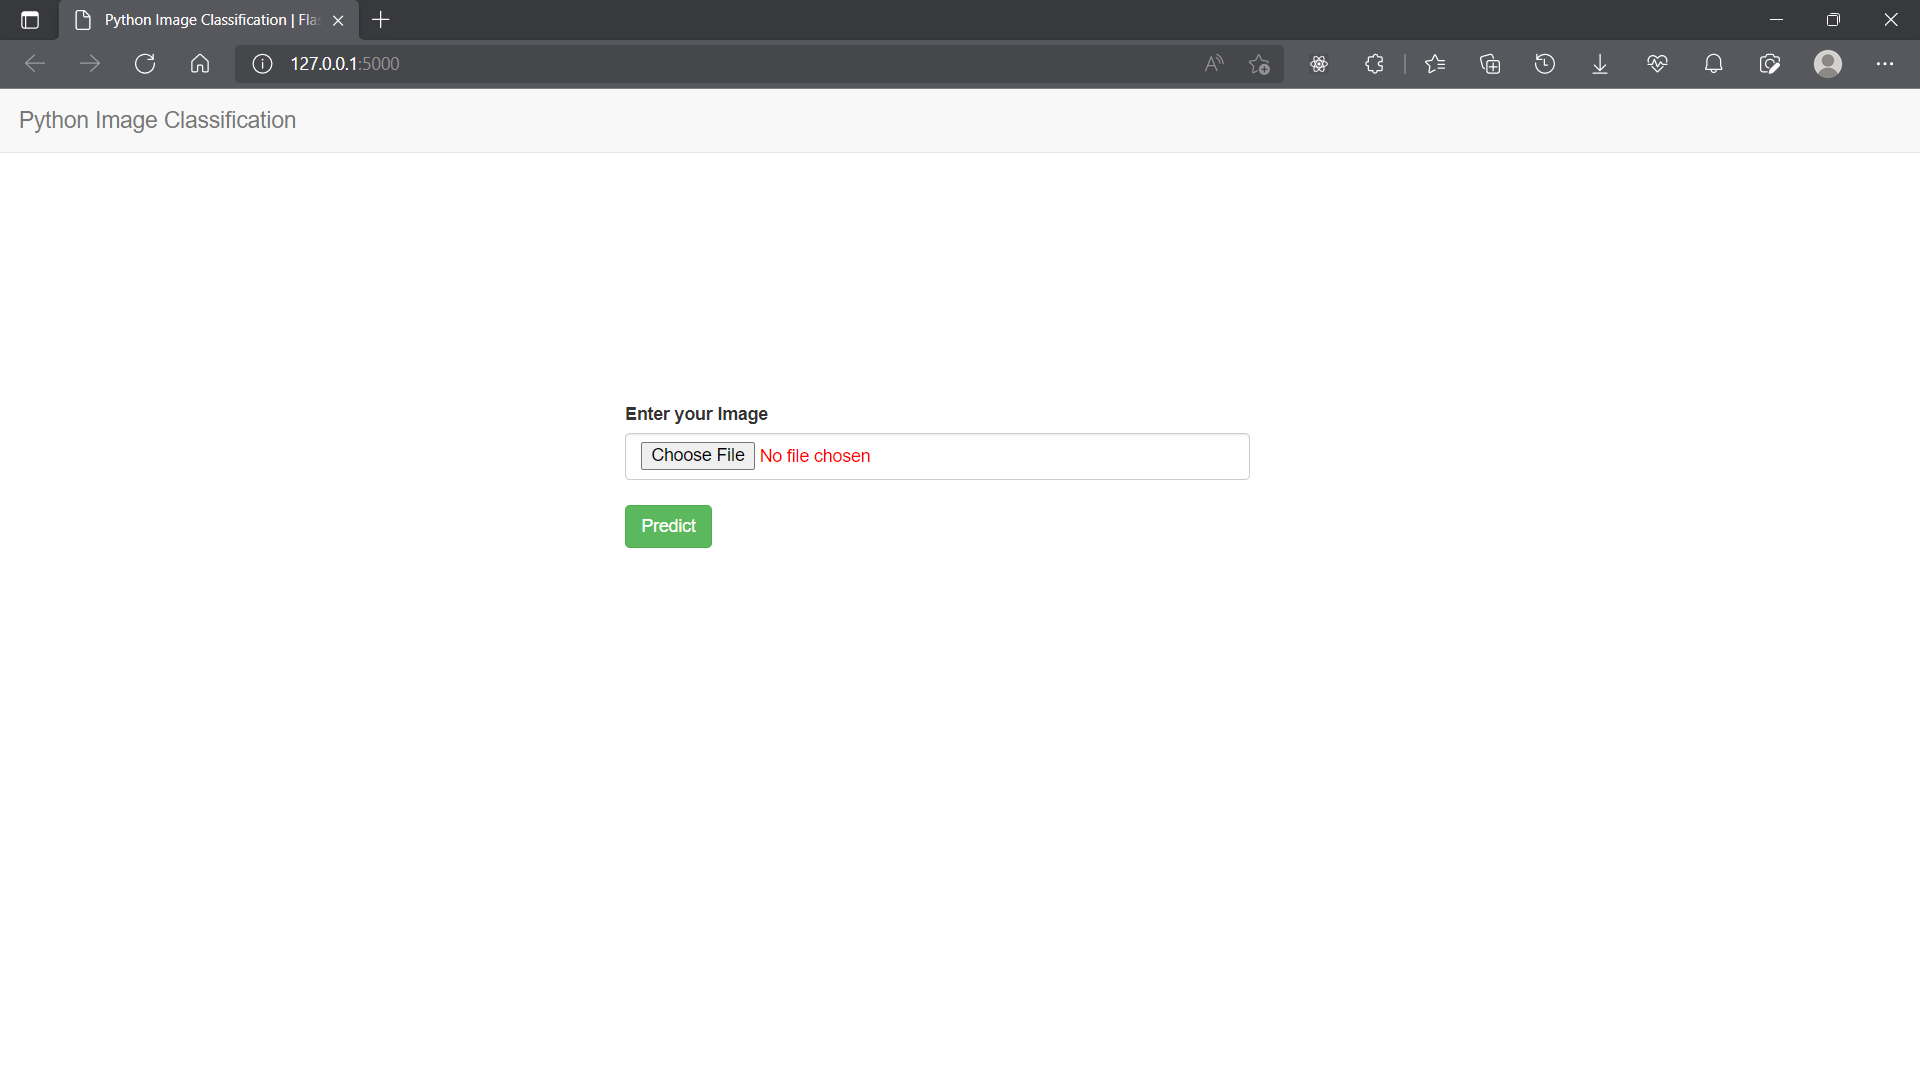 Python Image Classification | Fla
127.0.0.1:5000
Python Image Classification
Enter your Image
Choose File No file chosen
Predict